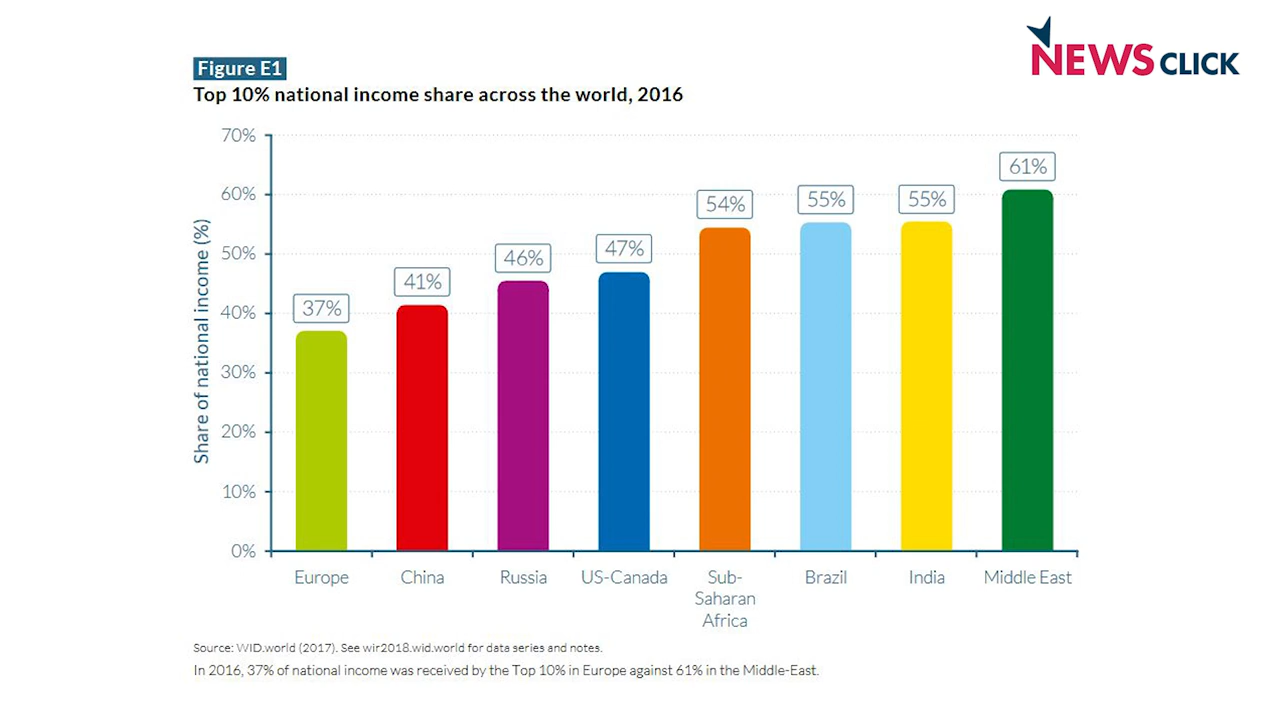 NEWSCLICK
Figure E1
Top 10% national income share across the world, 2016
Share of national income (%)
70%
60%
50%
40%
30%
20%
10%
0%
37%
41%
46%
47%
54%
55%
55%
61%
Europe
China
Russia
US-Canada
Sub-
Saharan
Africa
Brazil
India
Middle East
Source: WID.world (2017). See wir2018.wid.world for data series and notes.
In 2016, 37% of national income was received by the Top 10% in Europe against 61% in the Middle-East.